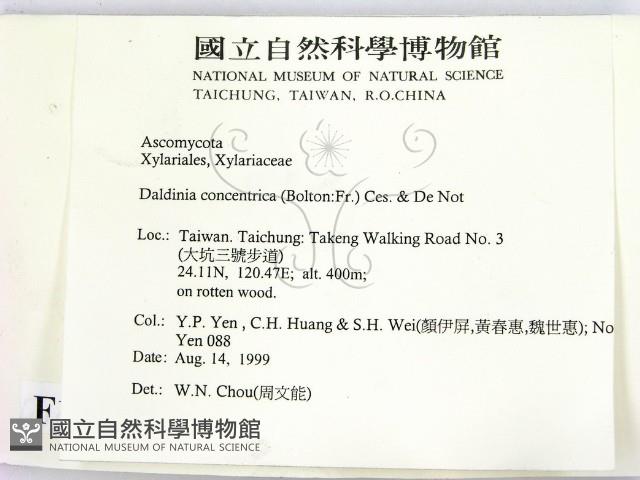 國立自然科學博物館
NATIONAL MUSEUM OF NATURAL SCIENCE
TAICHUNG, TAIWAN, R.O.CHINA
Ascomycota
Xylariales, Xylariaceae
Daldinia concentrica (Bolton:Fr.) Ces. & De Not
Loc.: Taiwan. Taichung: Takeng Walking Road No. 3
(大坑三號步道)
24.11N, 120.47E; alt. 400m;
on rotten wood.
Col.: Y.P. Yen , C.H. Huang & S.H. Wei(顏伊屏,黃春惠,魏世惠); No
Yen 088
Date: Aug. 14, 1999
Det.: W.N. Chou(周文能)
國立自然科學博物館
NATIONAL MUSEUM OF NATURAL SCIENCE